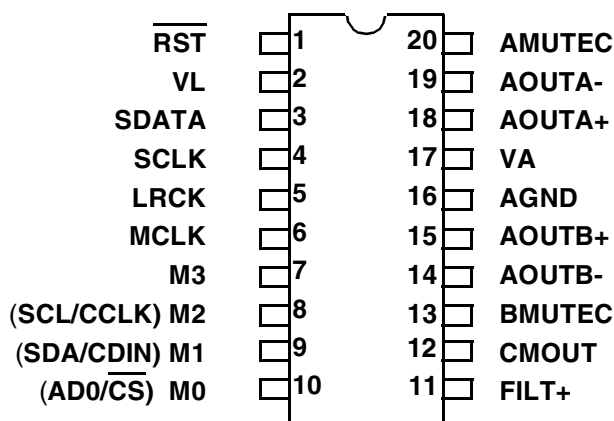 RST 1 20 AMUTEC
VL 2 19 AOUTA-
SDATA 3 18 AOUTA+
SCLK 4 17 VA
LRCK 5 16 AGND
MCLK 6 15 AOUTB+
M3 7 14 AOUTB-
(SCL/CCLK) M2 8 13 BMUTEC
(SDA/CDIN) M1 9 12 CMOUT
(AD0/CS) M0 10 11 FILT+